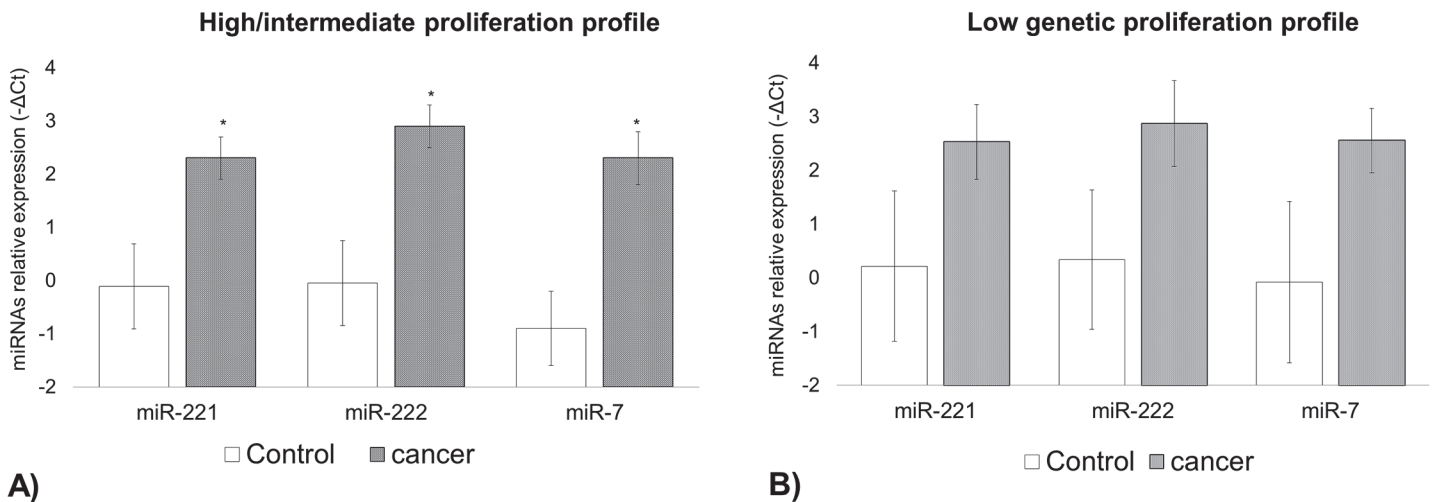 High/intermediate proliferation profile
miRNAs relative expression (-ΔCt)
4
3
2
1
0
-1
-2
*
*
*
miR-221
miR-222
miR-7
Control
cancer
A)
Low genetic proliferation profile
miRNAs relative expression (-ΔCt)
4
3
2
1
0
-1
-2
miR-221
miR-222
miR-7
Control
cancer
B)